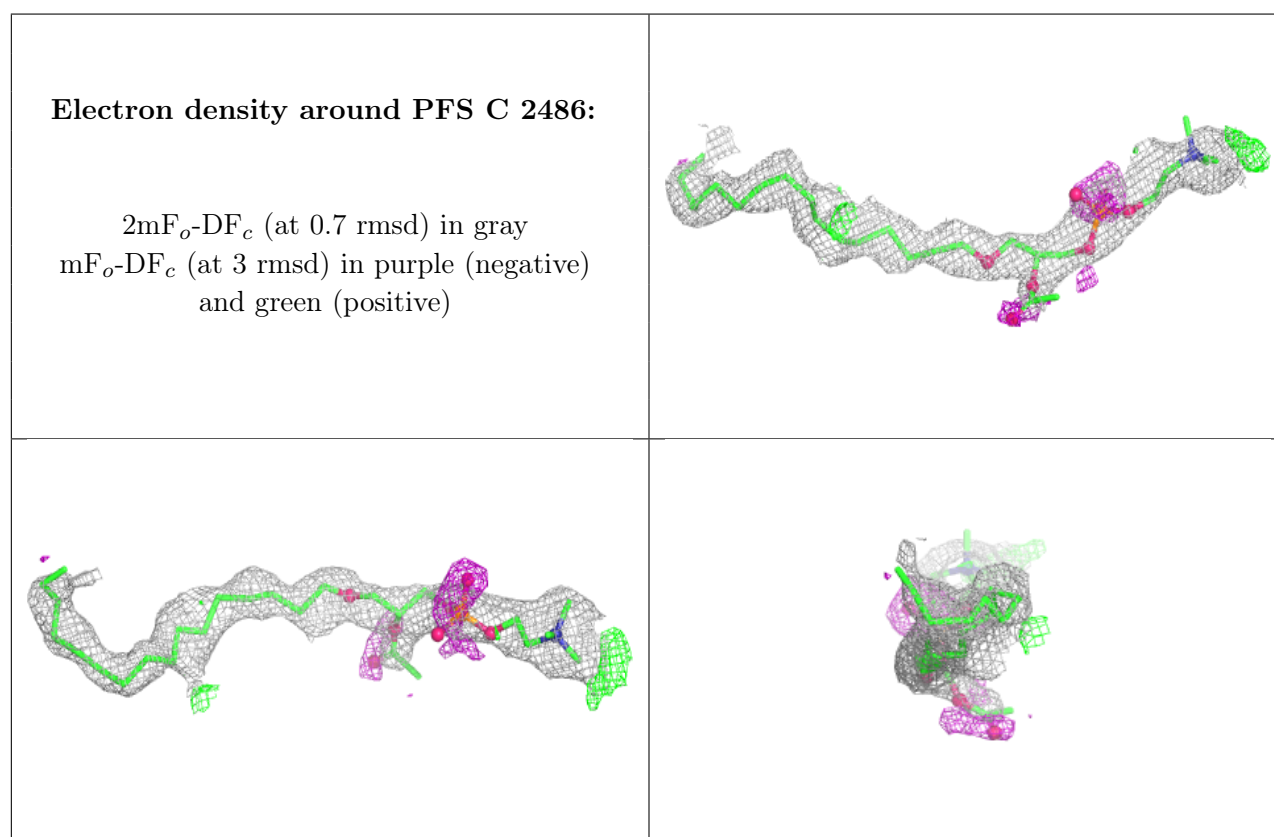 Electron density around PFS C 2486:
2mFo-DFc (at 0.7 rmsd) in gray
mFo-DFc (at 3 rmsd) in purple (negative)
and green (positive)